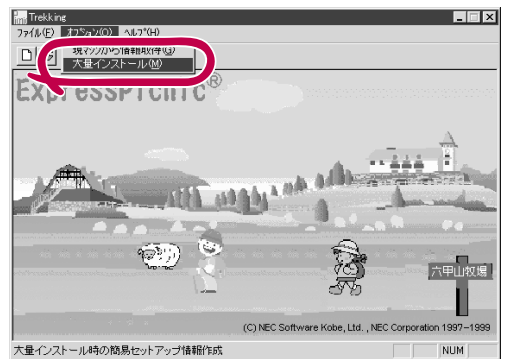 Trekking
ファイル(F) オプション(O) ヘルプ(H)
現マシンから情報取得(G)
大量インストール(M)
ExpressPicnic®
六甲山牧場
(C) NEC Software Kobe, Ltd. , NEC Corporation 1997-1999
大量インストール時の簡易セットアップ情報作成
NUM